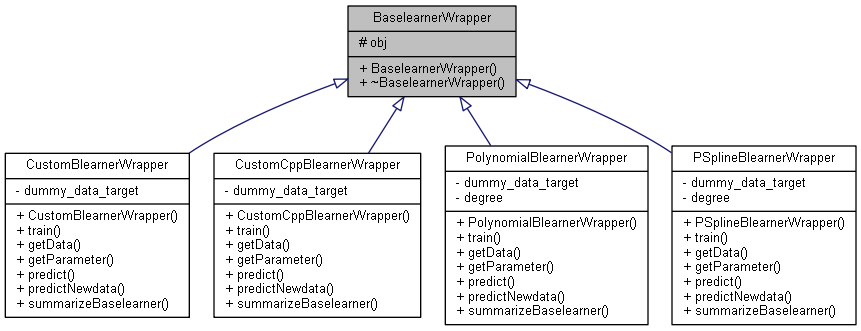 BaselearnerWrapper
# obj
+ BaselearnerWrapper()
+ ~BaselearnerWrapper()
CustomBlearnerWrapper
- dummy_data_target
+ CustomBlearnerWrapper()
+ train()
+ getData()
+ getParameter()
+ predict()
+ predictNewdata()
+ summarizeBaselearner()
CustomCppBlearnerWrapper
- dummy_data_target
+ CustomCppBlearnerWrapper()
+ train()
+ getData()
+ getParameter()
+ predict()
+ predictNewdata()
+ summarizeBaselearner()
PolynomialBlearnerWrapper
- dummy_data_target
- degree
+ PolynomialBlearnerWrapper()
+ train()
+ getData()
+ getParameter()
+ predict()
+ predictNewdata()
+ summarizeBaselearner()
PSplineBlearnerWrapper
- dummy_data_target
- degree
+ PSplineBlearnerWrapper()
+ train()
+ getData()
+ getParameter()
+ predict()
+ predictNewdata()
+ summarizeBaselearner()